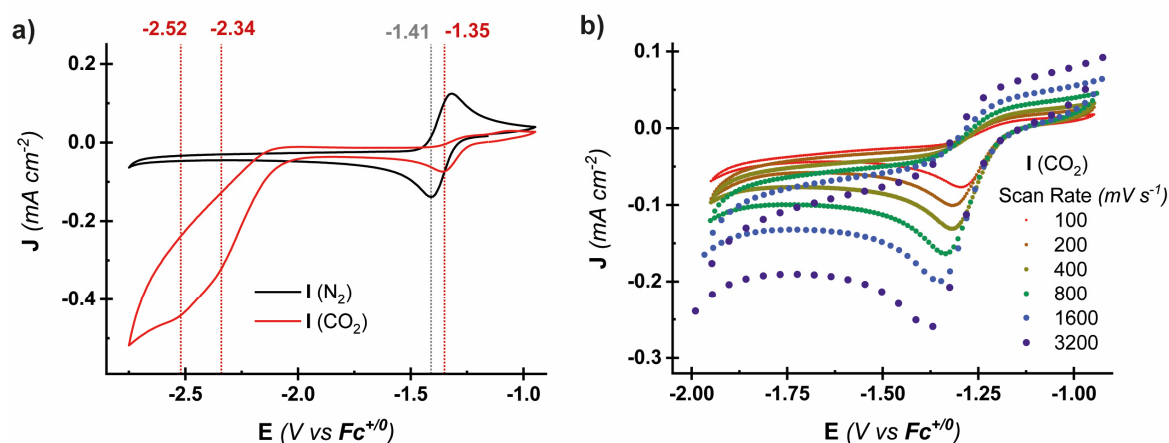 a)
-2.52
-2.34
-1.41
-1.35
0.2
0.0
-0.2
-0.4
J (mA cm-2)
I (N2)
I (CO2)
-2.5
-2.0
-1.5
-1.0
E (V vs Fc+/0)
b)
0.1
0.0
-0.1
-0.2
-0.3
J (mA cm-2)
I (CO2)
Scan Rate (mV s-1)
100
200
400
800
1600
3200
-2.00
-1.75
-1.50
-1.25
-1.00
E (V vs Fc+/0)